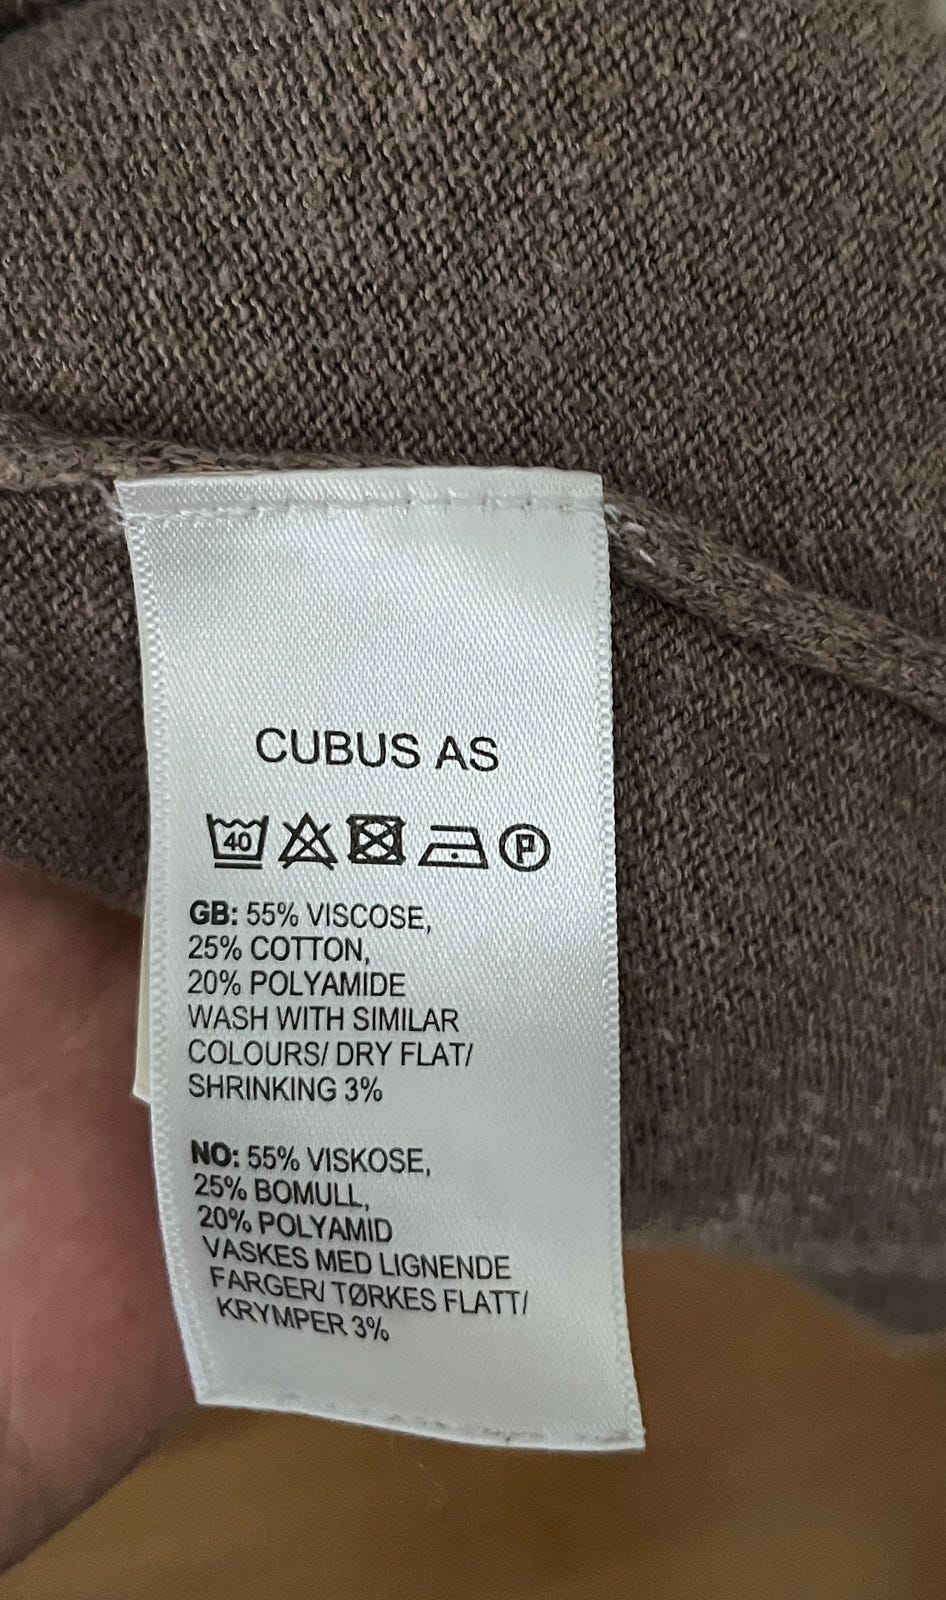 CUBUS AS
40 P
GB: 55% VISCOSE,
25% COTTON,
20% POLYAMIDE
WASH WITH SIMILAR
COLOURS/ DRY FLAT/
SHRINKING 3%
NO: 55% VISKOSE,
25% BOMULL,
20% POLYAMID
VASKES MED LIGNENDE
FARGER/ TØRKES FLATT/
KRYMPER 3%